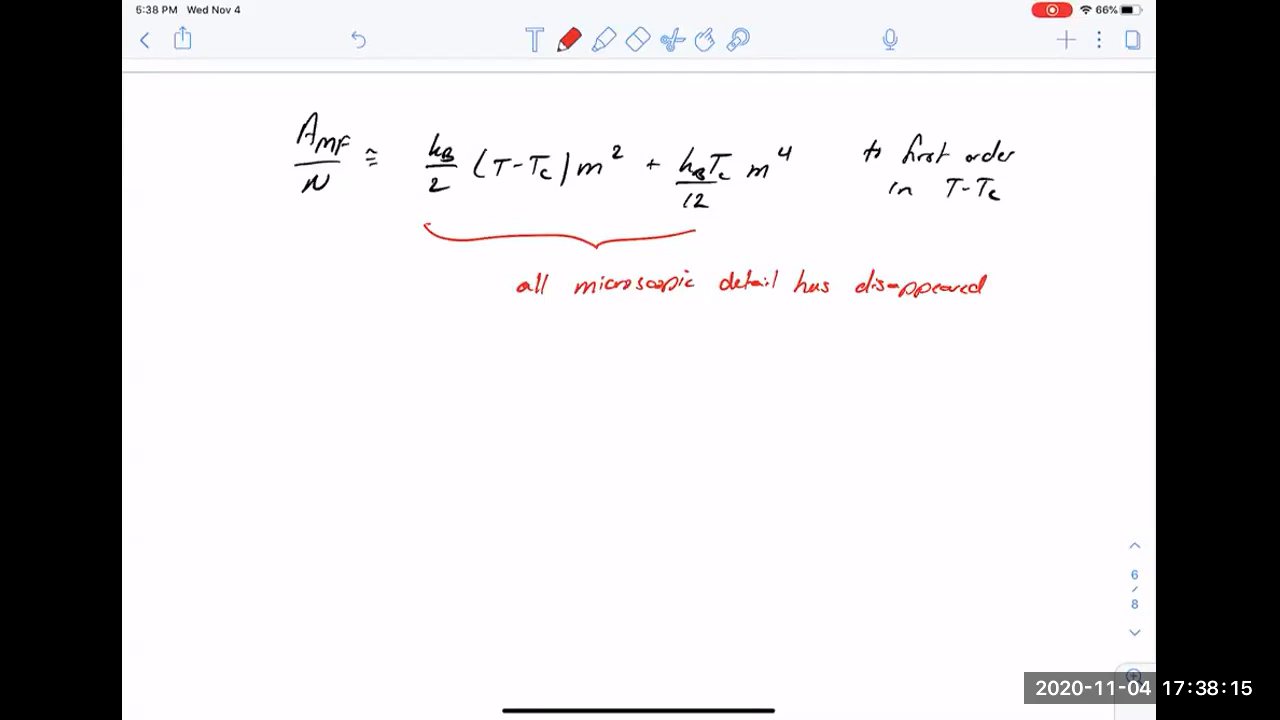 5:38 PM Wed Nov 4
66%
T
A_MF/N ≅ k_B/2 (T-T_c) m^2 + k_B T_c/12 m^4 to first order
in T-T_c
all microscopic detail has disappeared
6
/
8
2020-11-04 17:38:15